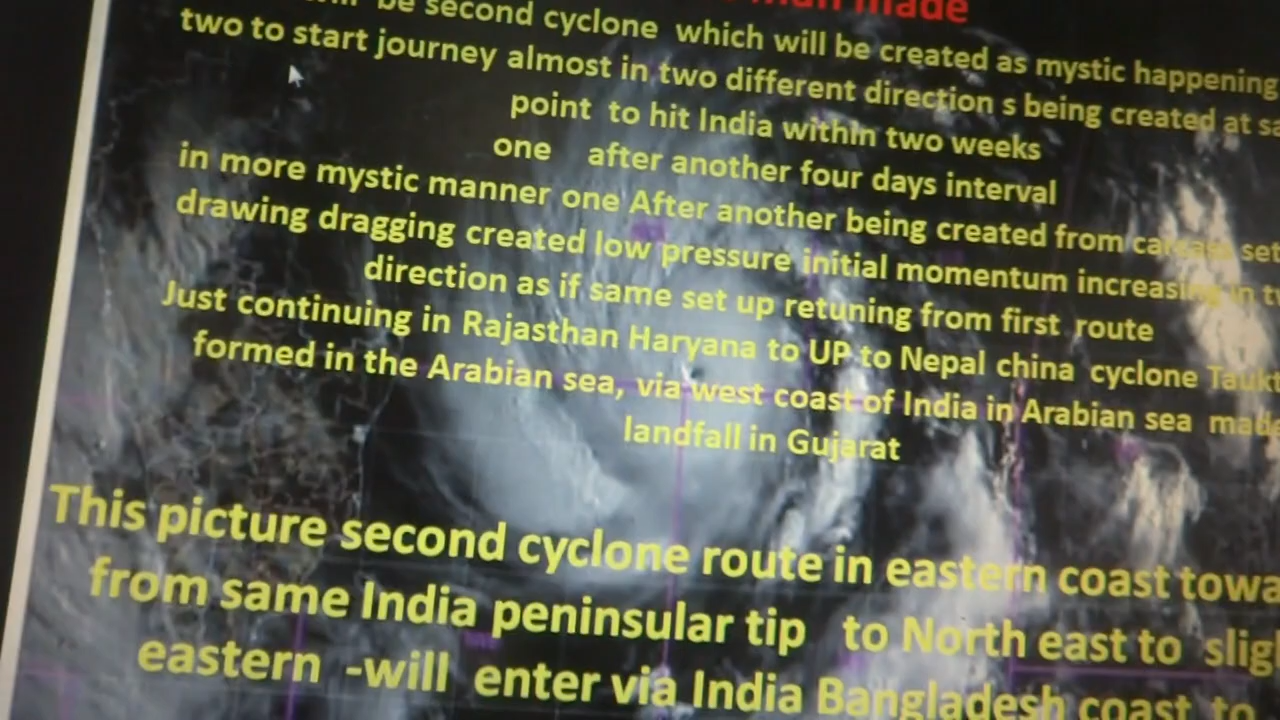 made
be second cyclone which will be created as mystic happening
two to start journey almost in two different direction s being created at
point to hit India within two weeks
one after another four days interval
in more mystic manner one After another being created from set
drawing dragging created low pressure initial momentum increasing in
direction as if same set up retuning from first route
Just continuing in Rajasthan Haryana to UP to Nepal china cyclone
formed in the Arabian sea, via west coast of India in Arabian sea made
landfall in Gujarat
This picture second cyclone route in eastern coast
from same India peninsular tip to North east to
eastern -will enter via India Bangladesh coast to